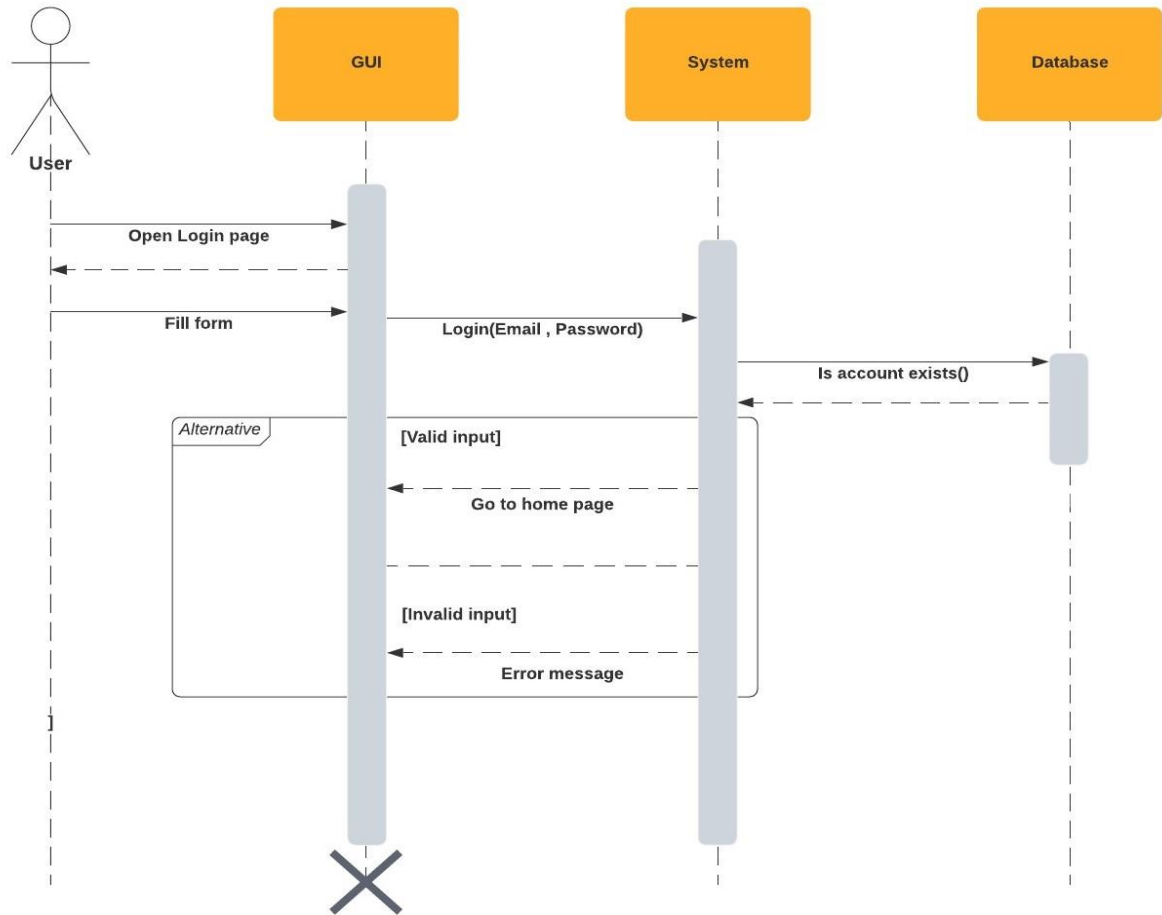 GUI
System
Database
User
Open Login page
Fill form
Login(Email , Password)
Is account exists()
Alternative
[Valid input]
Go to home page
[Invalid input]
Error message
]